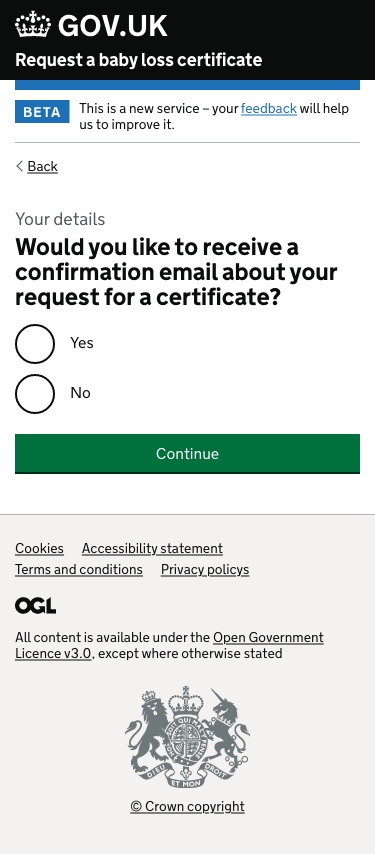 GOV.UK
Request a baby loss certificate
BETA
This is a new service – your feedback will help
us to improve it.
Back
Your details
Would you like to receive a
confirmation email about your
request for a certificate?
Yes
No
Continue
Cookies Accessibility statement
Terms and conditions Privacy policys
OGL
All content is available under the Open Government
Licence v3.0, except where otherwise stated
DIEU ET MON DROIT
© Crown copyright